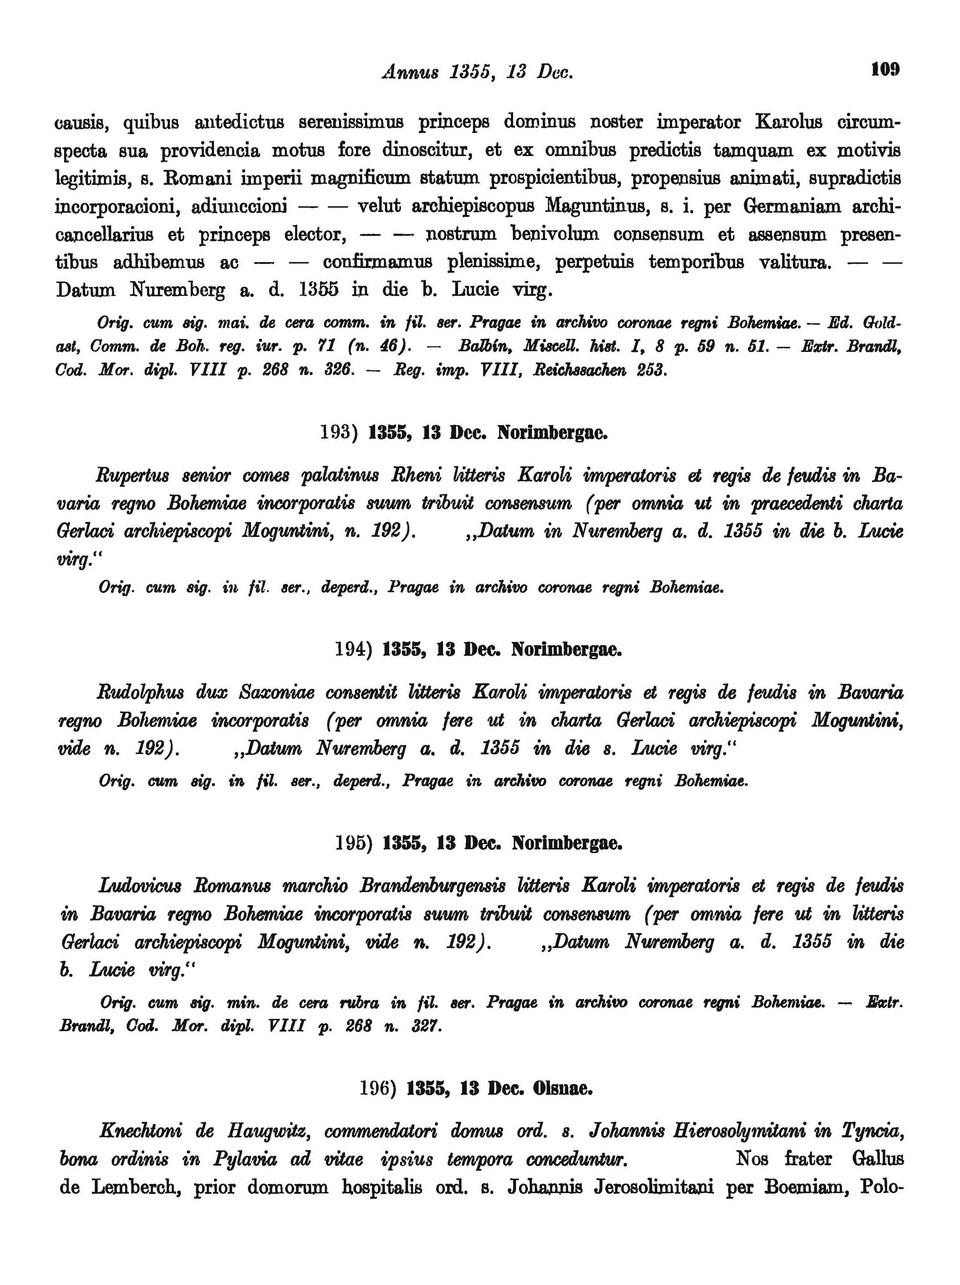 Annus 1355, 13 Dec. 109
causis, quibus antedictus serenissimus princeps dominus noster imperator Karolus circum-
specta sua providencia motus fore dinoscitur, et ex omnibus predictis tamquam ex motivis
legitimis, s. Romani imperii magnificum statum prospicientibus, propensius animati, supradictis
incorporacioni, adiunccioni — — velut archiepiscopus Maguntinus, s. i. per Germaniam archi-
cancellarius et princeps elector, — — nostrum benivolum consensum et assensum presen-
tibus adhibemus ac — — confirmamus plenissime, perpetuis temporibus valitura. — —
Datum Nuremberg a. d. 1355 in die b. Lucie virg.
Orig. cum sig. mai. de cera comm. in fil. ser. Pragae in archivo coronae regni Bohemiae. — Ed. Gold-
ast, Comm. de Boh. reg. iur. p. 71 (n. 46). — Balbín, Miscell. hist. I, 8 p. 59 n. 51. — Extr. Brandl,
Cod. Mor. dipl. VIII p. 268 n. 326. — Reg. imp. VIII, Reichssachen 253.
193) 1355, 13 Dec. Norimbergae.
Rupertus senior comes palatinus Rheni litteris Karoli imperatoris et regis de feudis in Ba-
varia regno Bohemiae incorporatis suum tribuit consensum (per omnia ut in praecedenti charta
Gerlaci archiepiscopi Moguntini, n. 192). „Datum in Nuremberg a. d. 1355 in die b. Lucie
virg.“
Orig. cum sig. in fil. ser., deperd., Pragae in archivo coronae regni Bohemiae.
194) 1355, 13 Dec. Norimbergae.
Rudolphus dux Saxoniae consentit litteris Karoli imperatoris et regis de feudis in Bavaria
regno Bohemiae incorporatis (per omnia fere ut in charta Gerlaci archiepiscopi Moguntini,
vide n. 192). „Datum Nuremberg a. d. 1355 in die s. Lucie virg.“
Orig. cum sig. in fil. ser., deperd., Pragae in archivo coronae regni Bohemiae.
195) 1355, 13 Dec. Norimbergae.
Ludovicus Romanus marchio Brandenburgensis litteris Karoli imperatoris et regis de feudis
in Bavaria regno Bohemiae incorporatis suum tribuit consensum (per omnia fere ut in litteris
Gerlaci archiepiscopi Moguntini, vide n. 192). „Datum Nuremberg a. d. 1355 in die
b. Lucie virg.“
Orig. cum sig. min. de cera rubra in fil. ser. Pragae in archivo coronae regni Bohemiae. — Extr.
Brandl, Cod. Mor. dipl. VIII p. 268 n. 327.
196) 1355, 13 Dec. Olsnae.
Knechtoni de Haugwitz, commendatori domus ord. s. Johannis Hierosolymitani in Tyncia,
bona ordinis in Pylavia ad vitae ipsius tempora conceduntur. Nos frater Gallus
de Lemberch, prior domorum hospitalis ord. s. Johannis Jerosolimitani per Boemiam, Polo-